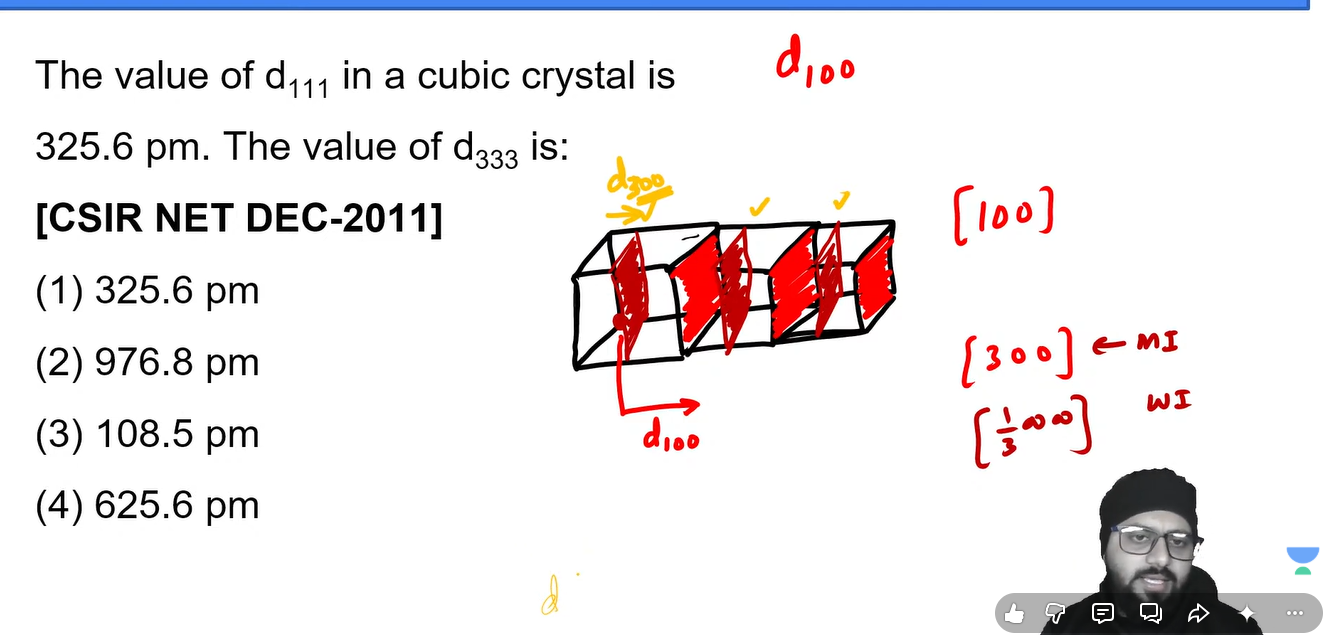 The value of d₁₁₁ in a cubic crystal is
325.6 pm. The value of d₃₃₃ is:
[CSIR NET DEC-2011]
(1) 325.6 pm
(2) 976.8 pm
(3) 108.5 pm
(4) 625.6 pm
d₁₀₀
d₃₀₀
d₁₀₀
[100]
[300] ← MI
[1/3 ∞ ∞] WI
d